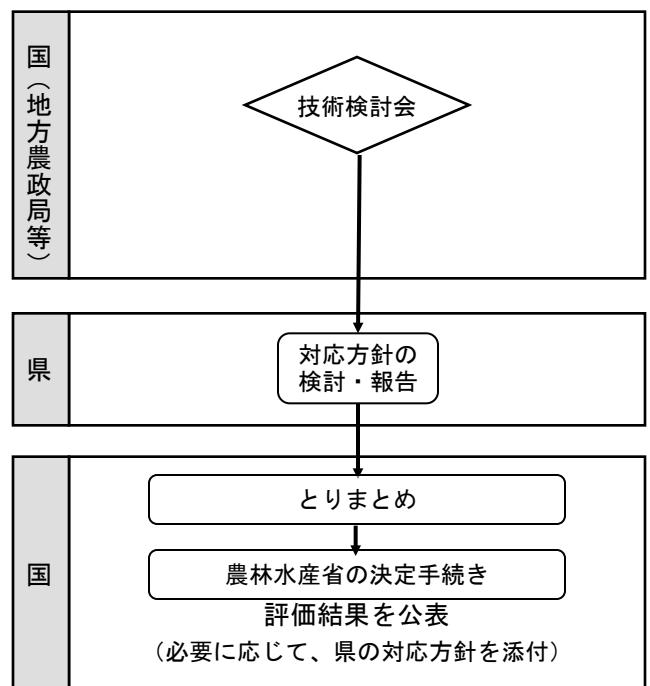 国（地方農政局等）
技術検討会
県
対応方針の
検討・報告
国
とりまとめ
農林水産省の決定手続き
評価結果を公表
（必要に応じて、県の対応方針を添付）